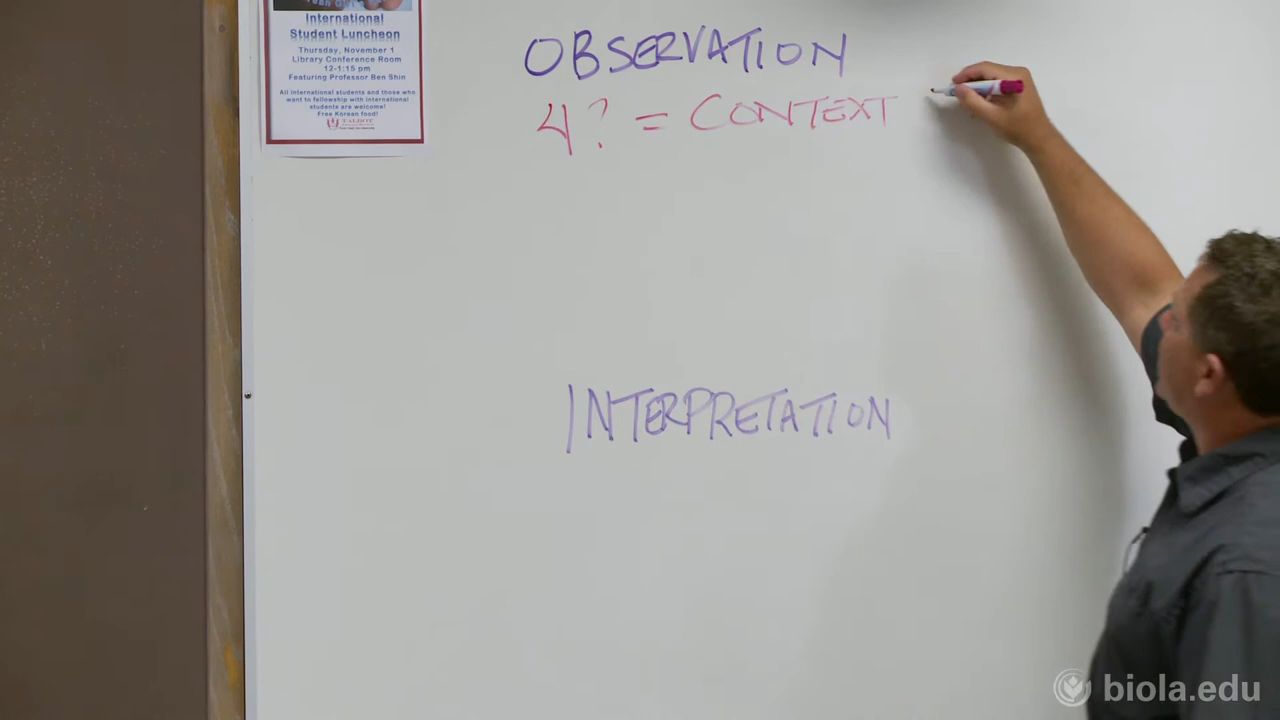 International
Student Luncheon
Thursday, November 1
Library Conference Room
12-1:15 pm
Featuring Professor Ben Shin
All international students and those who
want to fellowship with international
students are welcome!
Free Korean food!
TALBOT
OBSERVATION
4? = CONTEXT
INTERPRETATION
biola.edu